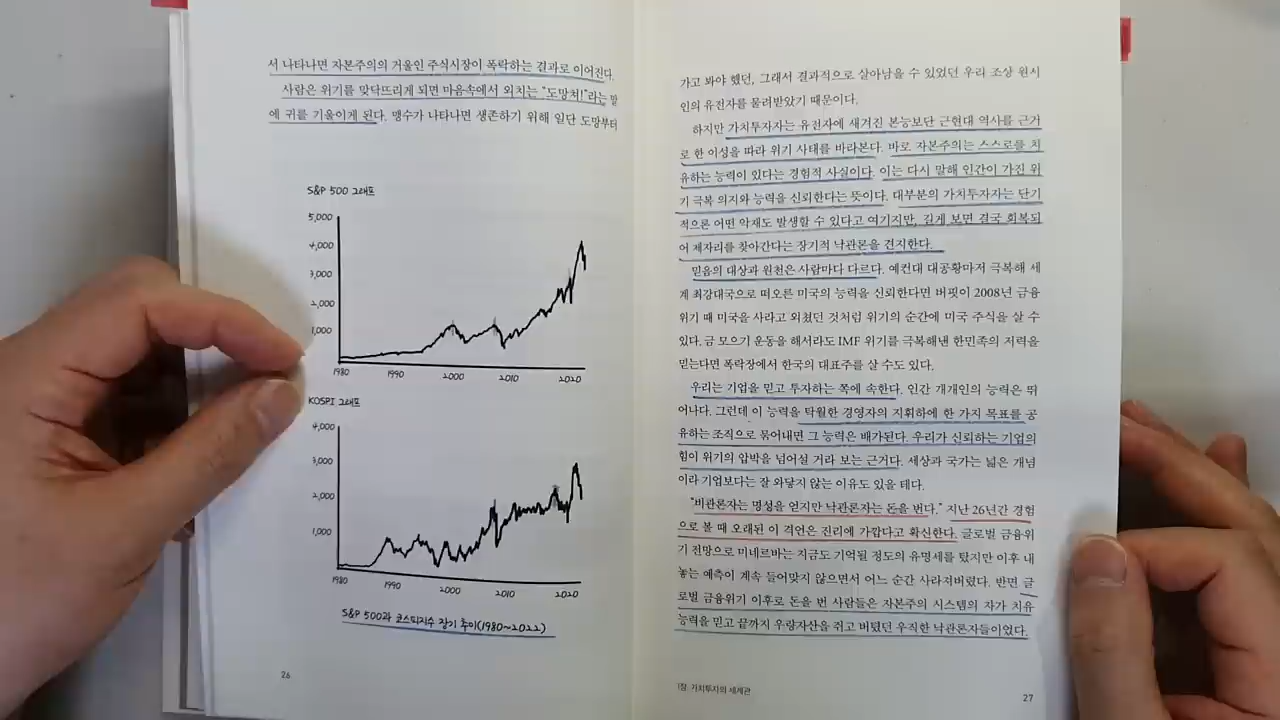 서 나타나면 자본주의의 거울인 주식시장이 폭락하는 결과로 이어진다.
사람은 위기를 맞닥뜨리게 되면 마음속에서 외치는 "도망쳐!"라는 말
에 귀를 기울이게 된다. 맹수가 나타나면 생존하기 위해 일단 도망부터
S&P 500 그래프
5,000
4,000
3,000
2,000
1,000
1980 1990 2000 2010 2020
KOSPI 그래프
4,000
3,000
2,000
1,000
1980 1990 2000 2010 2020
S&P 500과 코스피지수 장기 추이(1980~2022)
26
가고 봐야 했던, 그래서 결과적으로 살아남을 수 있었던 우리 조상 원시
인의 유전자를 물려받았기 때문이다.
하지만 가치투자자는 유전자에 새겨진 본능보단 근현대 역사를 근거
로 한 이성을 따라 위기 사태를 바라본다. 바로 자본주의는 스스로를 치
유하는 능력이 있다는 경험적 사실이다. 이는 다시 말해 인간이 가진 위
기 극복 의지와 능력을 신뢰한다는 뜻이다. 대부분의 가치투자자는 단기
적으론 어떤 악재도 발생할 수 있다고 여기지만, 길게 보면 결국 회복되
어 제자리를 찾아간다는 장기적 낙관론을 견지한다.
믿음의 대상과 원천은 사람마다 다르다. 예컨대 대공황마저 극복해 세
계 최강대국으로 떠오른 미국의 능력을 신뢰한다면 버핏이 2008년 금융
위기 때 미국을 사라고 외쳤던 것처럼 위기의 순간에 미국 주식을 살 수
있다. 금 모으기 운동을 해서라도 IMF 위기를 극복해낸 한민족의 저력을
믿는다면 폭락장에서 한국의 대표주를 살 수도 있다.
우리는 기업을 믿고 투자하는 쪽에 속한다. 인간 개개인의 능력은 뛰
어나다. 그런데 이 능력을 탁월한 경영자의 지휘하에 한 가지 목표를 공
유하는 조직으로 묶어내면 그 능력은 배가된다. 우리가 신뢰하는 기업의
힘이 위기의 압박을 넘어설 거라 보는 근거다. 세상과 국가는 넓은 개념
이라 기업보다는 잘 와닿지 않는 이유도 있을 테다.
"비관론자는 명성을 얻지만 낙관론자는 돈을 번다." 지난 26년간 경험
으로 볼 때 오래된 이 격언은 진리에 가깝다고 확신한다. 글로벌 금융위
기 전망으로 미네르바는 지금도 기억될 정도의 유명세를 탔지만 이후 내
놓는 예측이 계속 들어맞지 않으면서 어느 순간 사라져버렸다. 반면 글
로벌 금융위기 이후로 돈을 번 사람들은 자본주의 시스템의 자가 치유
능력을 믿고 끝까지 우량자산을 쥐고 버텼던 우직한 낙관론자들이었다.
1장 가치투자의 세계관
27